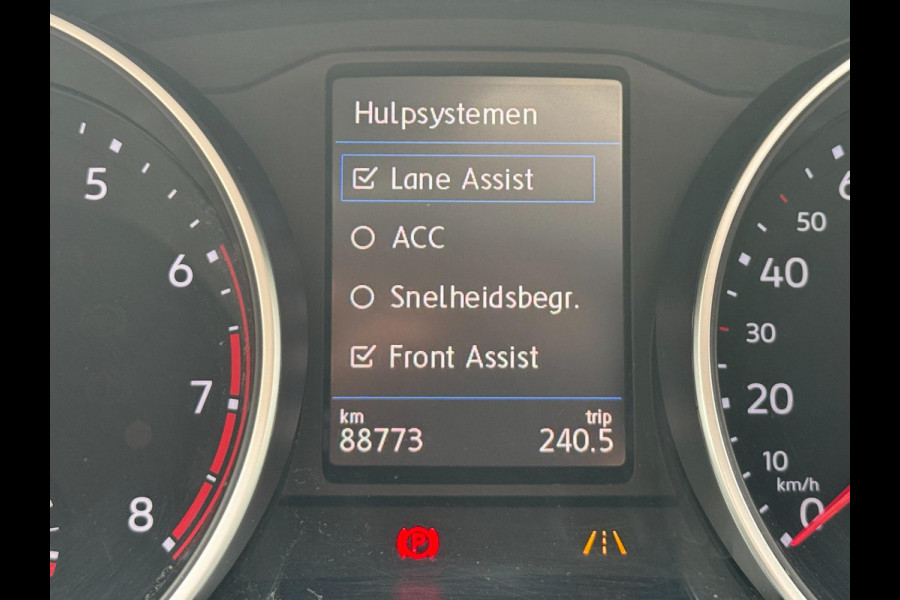 Hulpsystemen
Lane Assist
ACC
Snelheidsbegr.
Front Assist
km
trip
88773
240.5
5
6
7
8
50
40
30
20
10
km/h
0
P